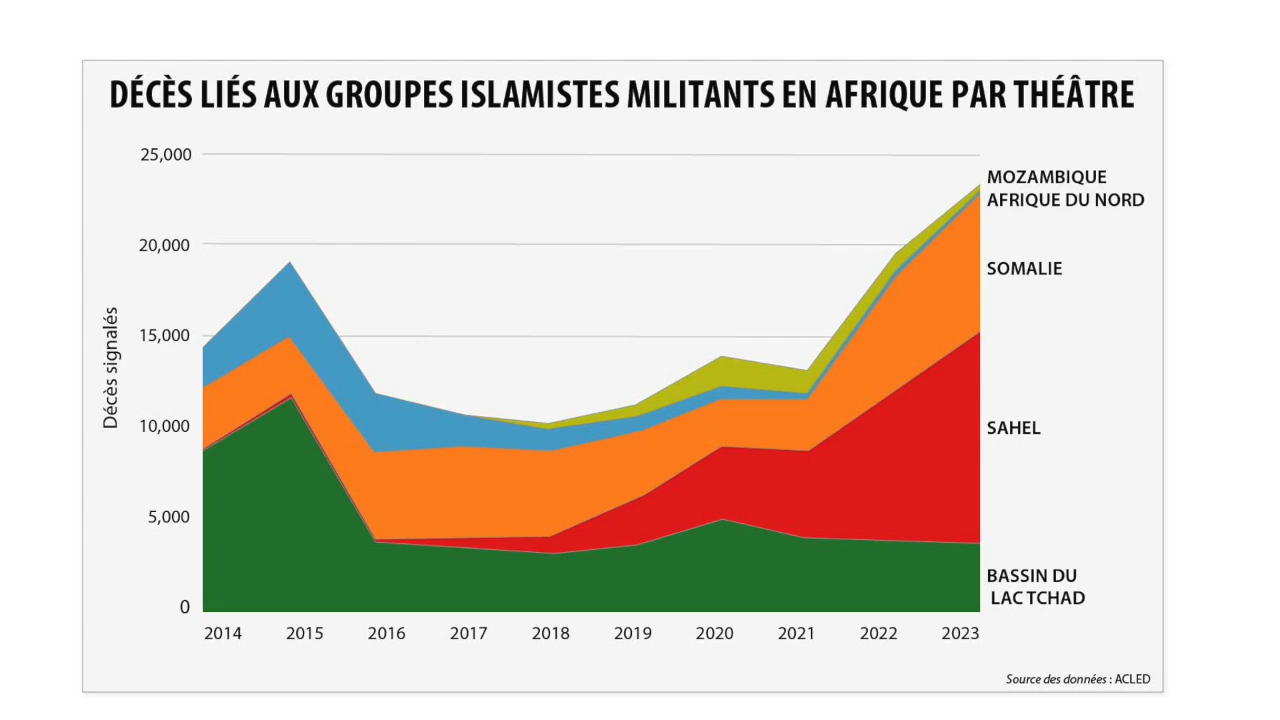 DÉCÈS LIÉS AUX GROUPES ISLAMISTES MILITANTS EN AFRIQUE PAR THÉÂTRE
25,000
20,000
15,000
10,000
5,000
0
Décès signalés
MOZAMBIQUE
AFRIQUE DU NORD
SOMALIE
SAHEL
BASSIN DU
LAC TCHAD
2014 2015 2016 2017 2018 2019 2020 2021 2022 2023
Source des données : ACLED